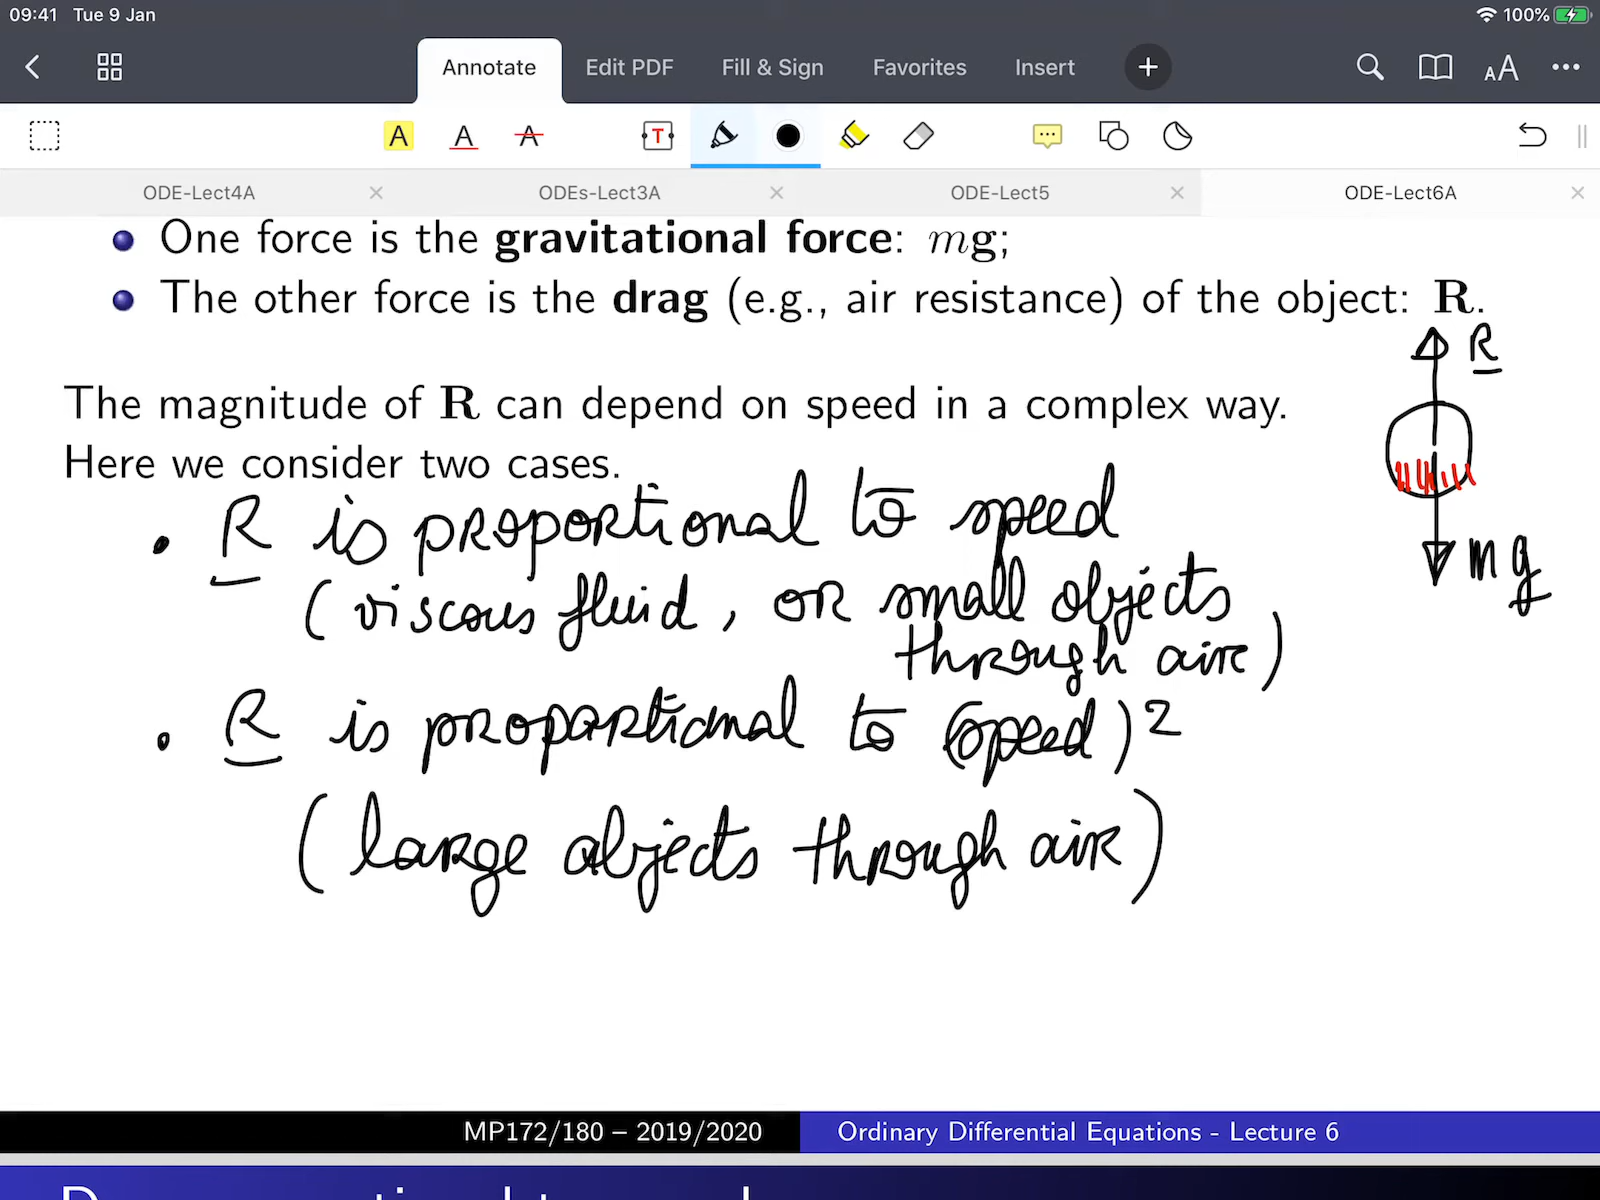 09:41 Tue 9 Jan 100%
Annotate Edit PDF Fill & Sign Favorites Insert + AA
A A A T
ODE-Lect4A ODEs-Lect3A ODE-Lect5 ODE-Lect6A
One force is the gravitational force: mg;
The other force is the drag (e.g., air resistance) of the object: R.
R
The magnitude of R can depend on speed in a complex way.
Here we consider two cases.
• R is proportional to speed
mg
(viscous fluid, or small objects
through air)
• R is proportional to (speed)²
(large objects through air)
MP172/180 – 2019/2020 Ordinary Differential Equations - Lecture 6